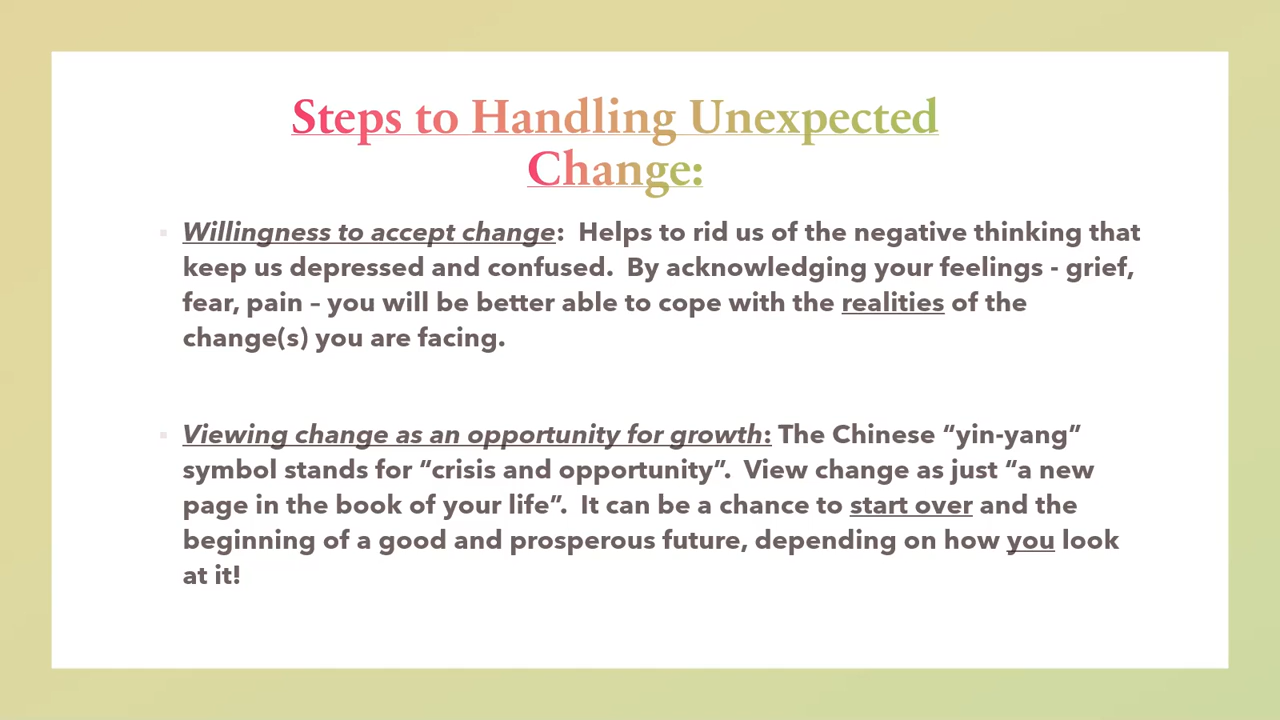 Steps to Handling Unexpected
Change:
Willingness to accept change:  Helps to rid us of the negative thinking that
keep us depressed and confused.  By acknowledging your feelings - grief,
fear, pain – you will be better able to cope with the realities of the
change(s) you are facing.
Viewing change as an opportunity for growth: The Chinese “yin-yang”
symbol stands for “crisis and opportunity”.  View change as just “a new
page in the book of your life”.  It can be a chance to start over and the
beginning of a good and prosperous future, depending on how you look
at it!